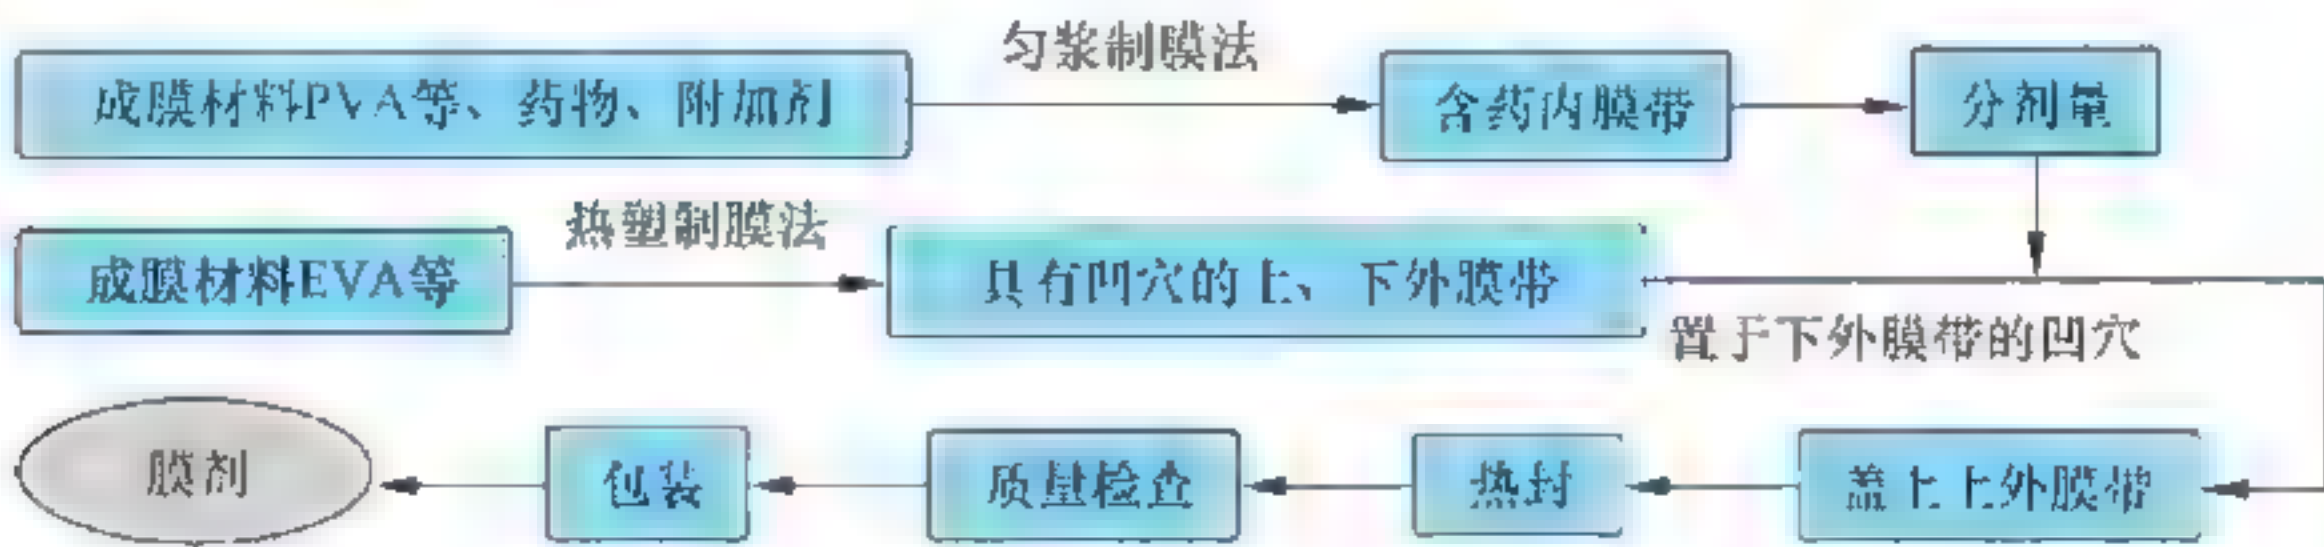 匀浆制膜法
成膜材料PVA等、药物、附加剂
含药内膜带
分剂量
热塑制膜法
成膜材料EVA等
具有凹穴的上、下外膜带
置于下外膜带的凹穴
膜剂
包装
质量检查
热封
盖上上外膜带